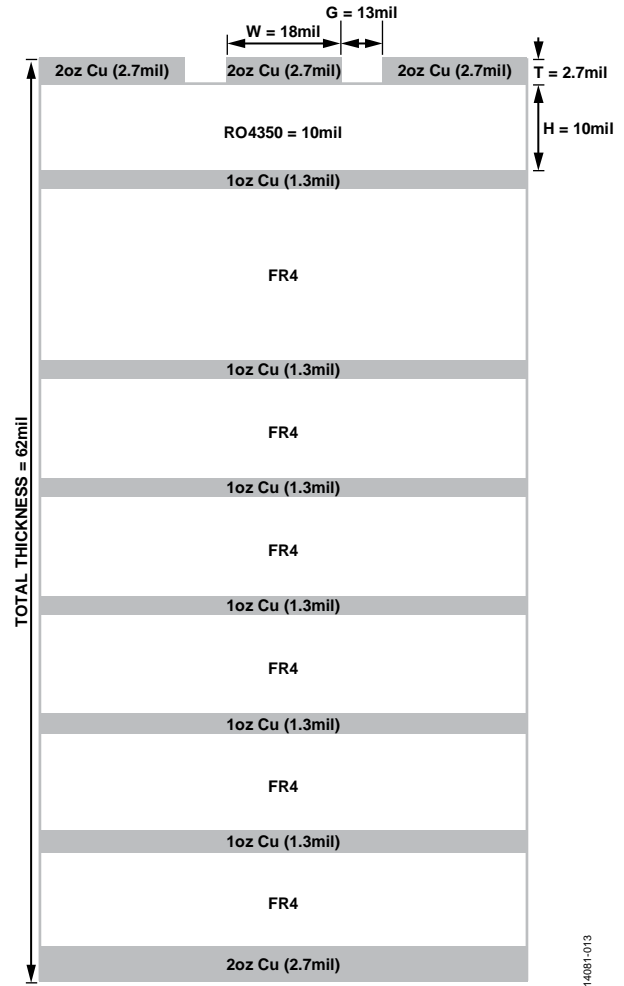 G = 13mil
W = 18mil
2oz Cu (2.7mil)
2oz Cu (2.7mil)
2oz Cu (2.7mil)
T = 2.7mil
RO4350 = 10mil
H = 10mil
1oz Cu (1.3mil)
FR4
1oz Cu (1.3mil)
FR4
1oz Cu (1.3mil)
FR4
1oz Cu (1.3mil)
FR4
1oz Cu (1.3mil)
FR4
1oz Cu (1.3mil)
FR4
2oz Cu (2.7mil)
TOTAL THICKNESS = 62mil
14081-013